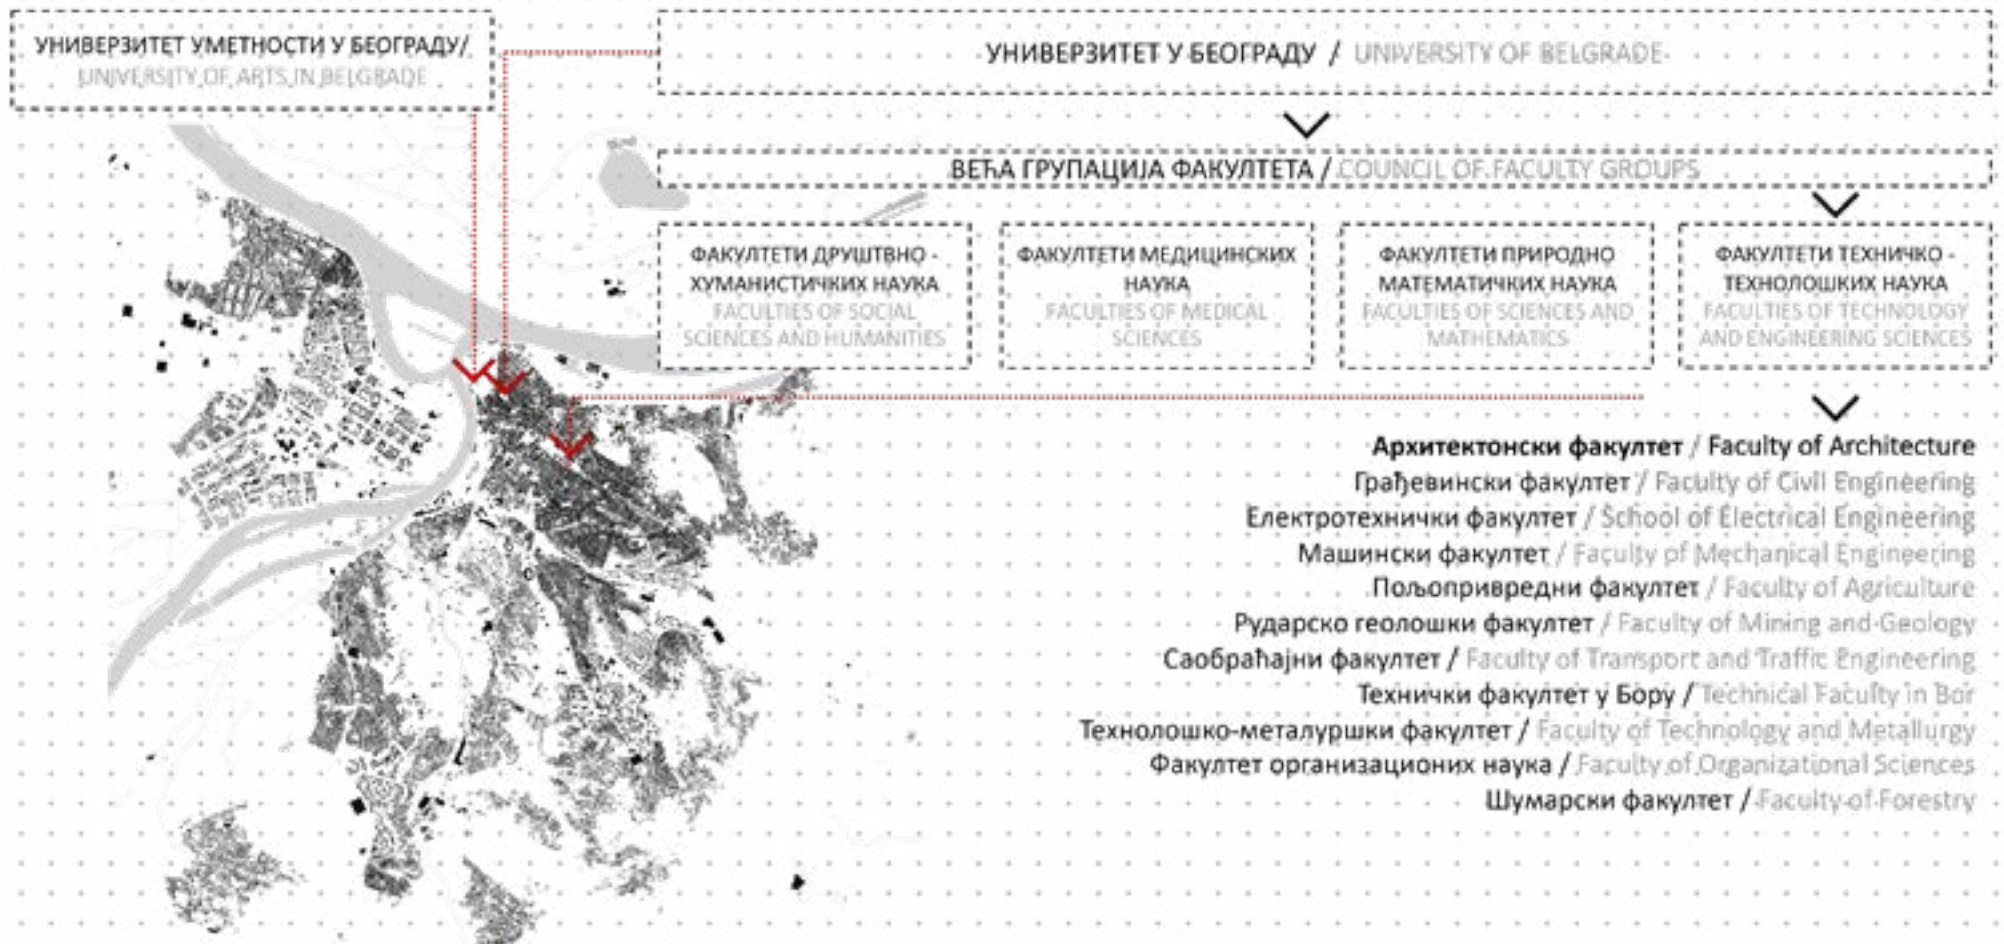 УНИВЕРЗИТЕТ УМЕТНОСТИ У БЕОГРАДУ/
UNIVERSITY OF ARTS IN BELGRADE
УНИВЕРЗИТЕТ У БЕОГРАДУ / UNIVERSITY OF BELGRADE
ВЕЋА ГРУПАЦИЈА ФАКУЛТЕТА / COUNCIL OF FACULTY GROUPS
ФАКУЛТЕТИ ДРУШТВНО -
ХУМАНИСТИЧКИХ НАУКА
FACULTIES OF SOCIAL
SCIENCES AND HUMANITIES
ФАКУЛТЕТИ МЕДИЦИНСКИХ
НАУКА
FACULTIES OF MEDICAL
SCIENCES
ФАКУЛТЕТИ ПРИРОДНО
МАТЕМАТИЧКИХ НАУКА
FACULTIES OF SCIENCES AND
MATHEMATICS
ФАКУЛТЕТИ ТЕХНИЧКО -
ТЕХНОЛОШКИХ НАУКА
FACULTIES OF TECHNOLOGY
AND ENGINEERING SCIENCES
Архитектонски факултет / Faculty of Architecture
Грађевински факултет / Faculty of Civil Engineering
Електротехнички факултет / School of Electrical Engineering
Машински факултет / Faculty of Mechanical Engineering
Пољопривредни факултет / Faculty of Agriculture
Рударско геолошки факултет / Faculty of Mining and Geology
Саобраћајни факултет / Faculty of Transport and Traffic Engineering
Технички факултет у Бору / Technical Faculty in Bor
Технолошко-металуршки факултет / Faculty of Technology and Metallurgy
Факултет организационих наука / Faculty of Organizational Sciences
Шумарски факултет / Faculty of Forestry